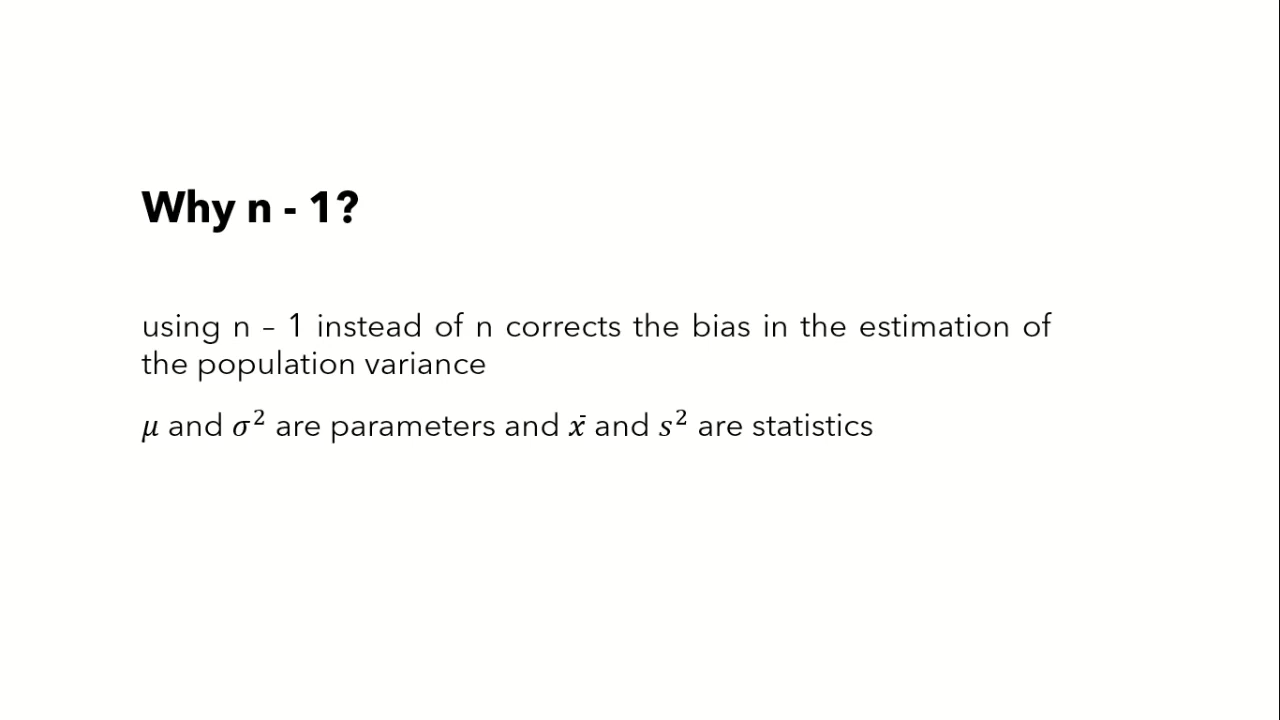 Why n - 1?
using n – 1 instead of n corrects the bias in the estimation of
the population variance
μ and σ² are parameters and x̄ and s² are statistics